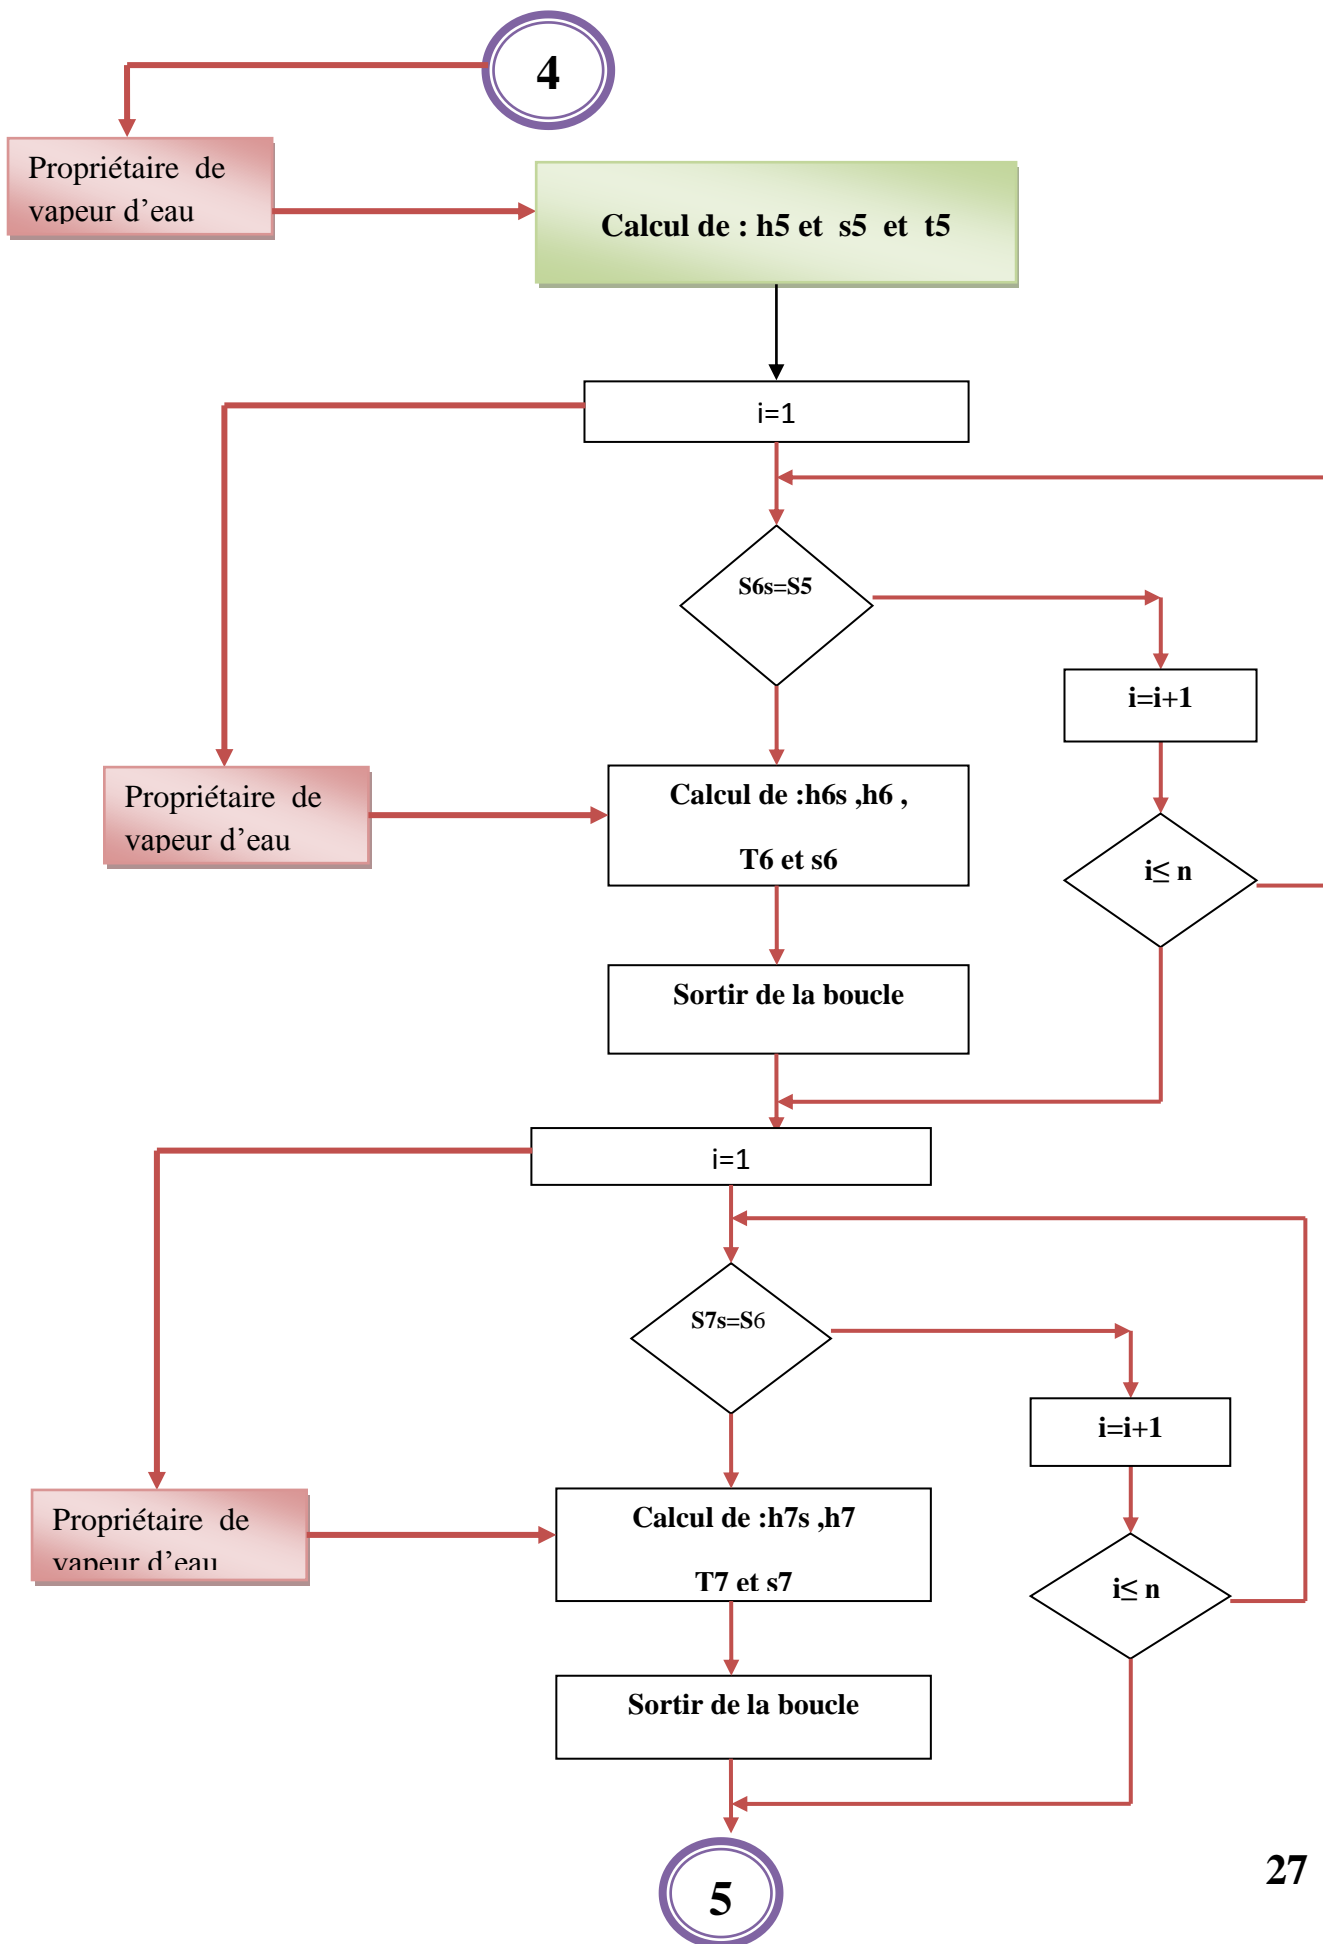 4
Propriétaire de
vapeur d'eau
Calcul de : h5 et s5 et t5
i=1
S6s=S5
i=i+1
Propriétaire de
vapeur d'eau
Calcul de :h6s ,h6 ,
T6 et s6
i≤ n
Sortir de la boucle
i=1
S7s=S6
i=i+1
Propriétaire de
vapeur d'eau
Calcul de :h7s ,h7
T7 et s7
i≤ n
Sortir de la boucle
5
27